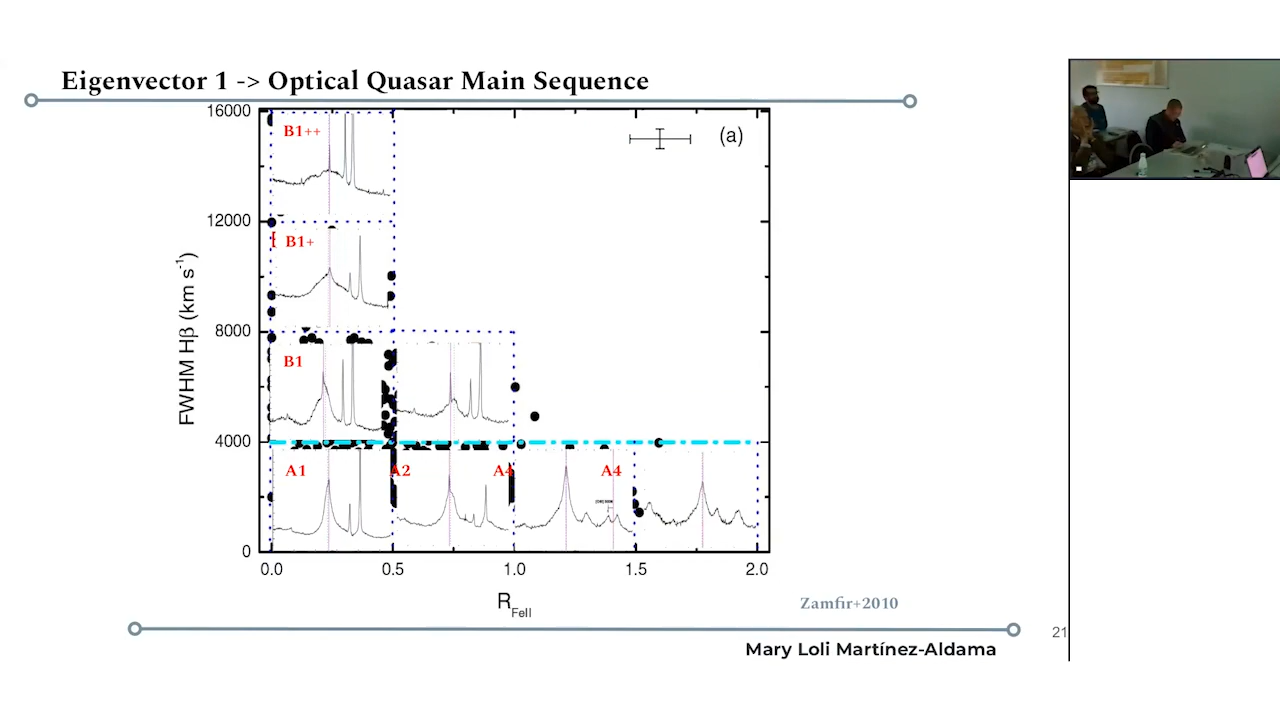 Eigenvector 1 -> Optical Quasar Main Sequence
16000
B1++
(a)
12000
B1+
FWHM Hβ (km s-1)
8000
B1
4000
A1
A2
A4
A4
0
0.0
0.5
1.0
1.5
2.0
RFeII
Zamfir+2010
21
Mary Loli Martínez-Aldama